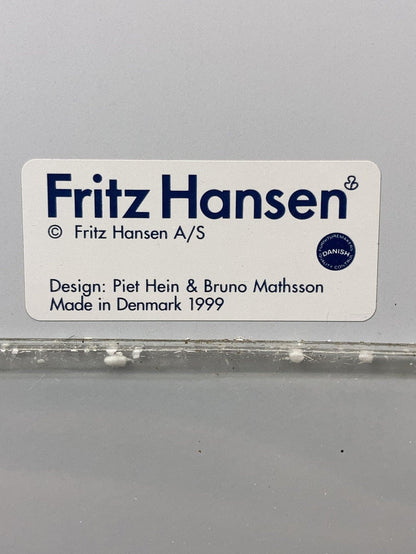 Fritz Hansen
© Fritz Hansen A/S
DANISH
Design: Piet Hein & Bruno Mathsson
Made in Denmark 1999